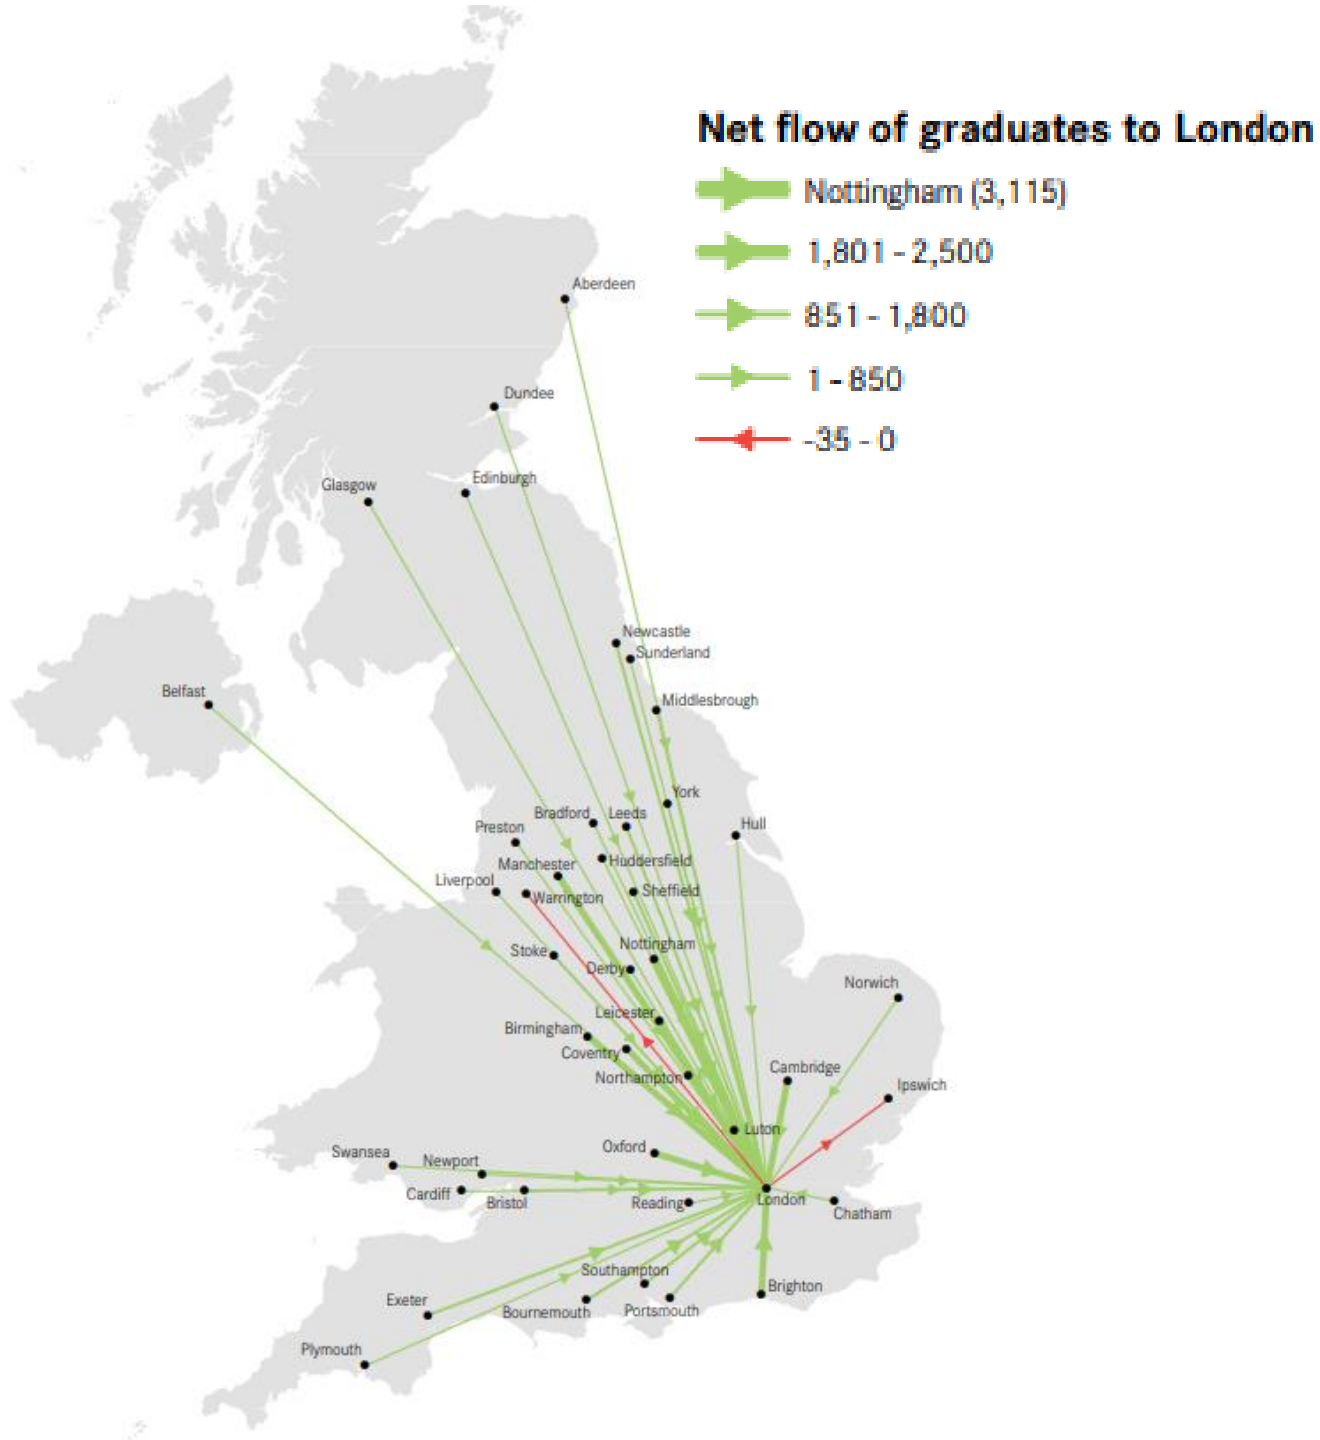 Net flow of graduates to London
Nottingham (3,115)
1,801 - 2,500
851 - 1,800
1 - 850
-35 - 0
Aberdeen
Dundee
Edinburgh
Glasgow
Newcastle
Sunderland
Belfast
Middlesbrough
York
Bradford
Leeds
Hull
Preston
Manchester
Huddersfield
Liverpool
Warrington
Sheffield
Nottingham
Stoke
Derby
Norwich
Leicester
Birmingham
Coventry
Northampton
Cambridge
Ipswich
Luton
Oxford
Swansea
Newport
Cardiff
Bristol
Reading
London
Chatham
Southampton
Brighton
Exeter
Bournemouth
Portsmouth
Plymouth